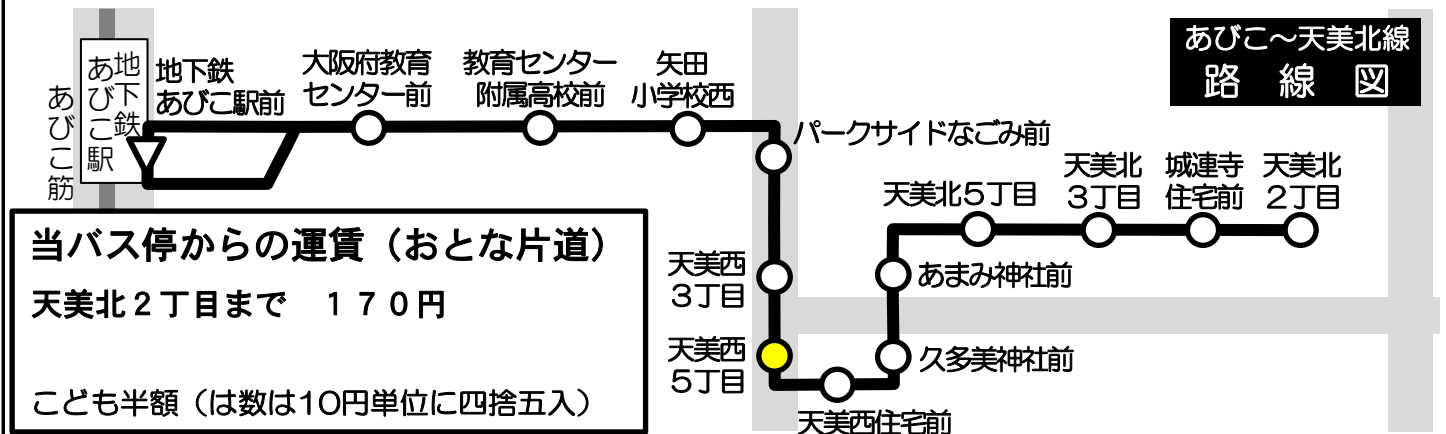 あびこ～天美北線
路線図
あびこ筋
地下鉄
あびこ駅
地下鉄
あびこ駅前
大阪府教育
センター前
教育センター
附属高校前
矢田
小学校西
パークサイドなごみ前
天美西
3丁目
天美西
5丁目
天美西住宅前
久多美神社前
あまみ神社前
天美北5丁目
天美北
3丁目
城連寺
住宅前
天美北
2丁目
当バス停からの運賃（おとな片道）
天美北２丁目まで　１７０円
こども半額（は数は10円単位に四捨五入）